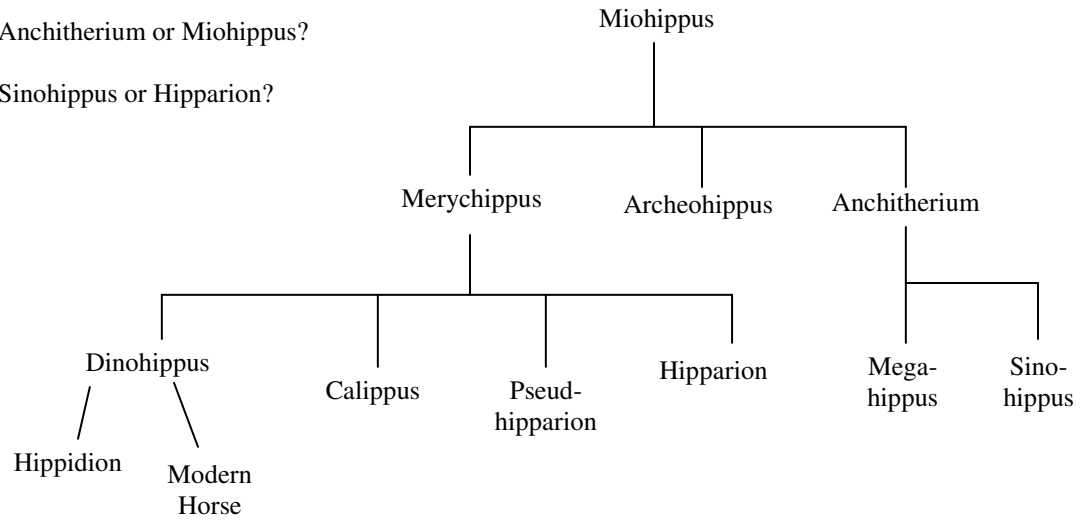 Anchitherium or Miohippus?
Sinohippus or Hipparion?
Miohippus
Merychippus
Archeohippus
Anchitherium
Dinohippus
Calippus
Pseud-
hipparion
Hipparion
Mega-
hippus
Sino-
hippus
Hippidion
Modern
Horse